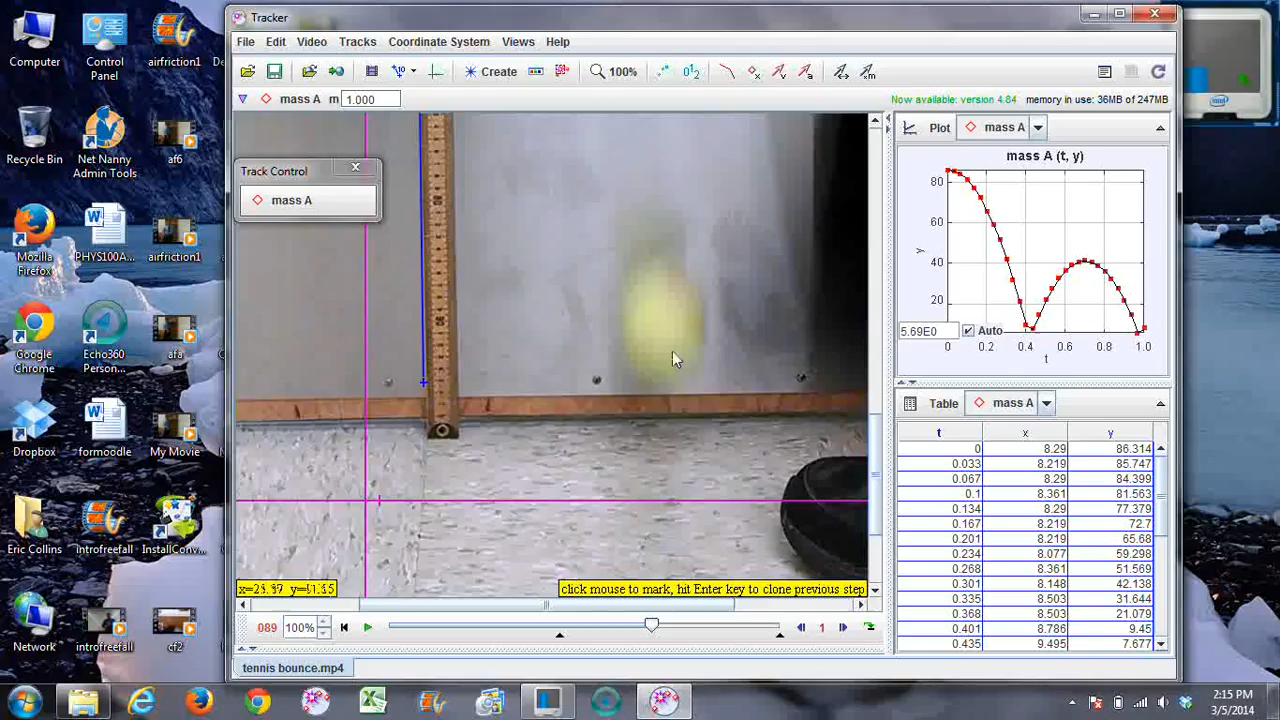 Tracker
File Edit Video Tracks Coordinate System Views Help
Create 100%
mass A m 1.000 Now available: version 4.84 memory in use: 36MB of 247MB
Track Control
mass A
Plot mass A
mass A (t, y)
80
60
40
20
y
5.69E0 Auto
0 0.2 0.4 0.6 0.8 1.0
t
Table mass A
t x y
0 8.29 86.314
0.033 8.219 85.747
0.067 8.29 84.399
0.1 8.361 81.563
0.134 8.29 77.379
0.167 8.219 72.7
0.201 8.219 65.68
0.234 8.077 59.298
0.268 8.361 51.569
0.301 8.148 42.138
0.335 8.503 31.644
0.368 8.503 21.079
0.401 8.786 9.45
0.435 9.495 7.677
click mouse to mark, hit Enter key to clone previous step
089 100% 1
tennis bounce.mp4
Computer
Control Panel
airfriction1
Recycle Bin
Net Nanny Admin Tools
af6
Mozilla Firefox
PHYS100A...
airfriction1
Google Chrome
Echo360 Person...
afa
Dropbox
formoodle
My Movie
Eric Collins
introfreefall
InstallConv...
Network
introfreefall
cf2
intel
2:15 PM
3/5/2014